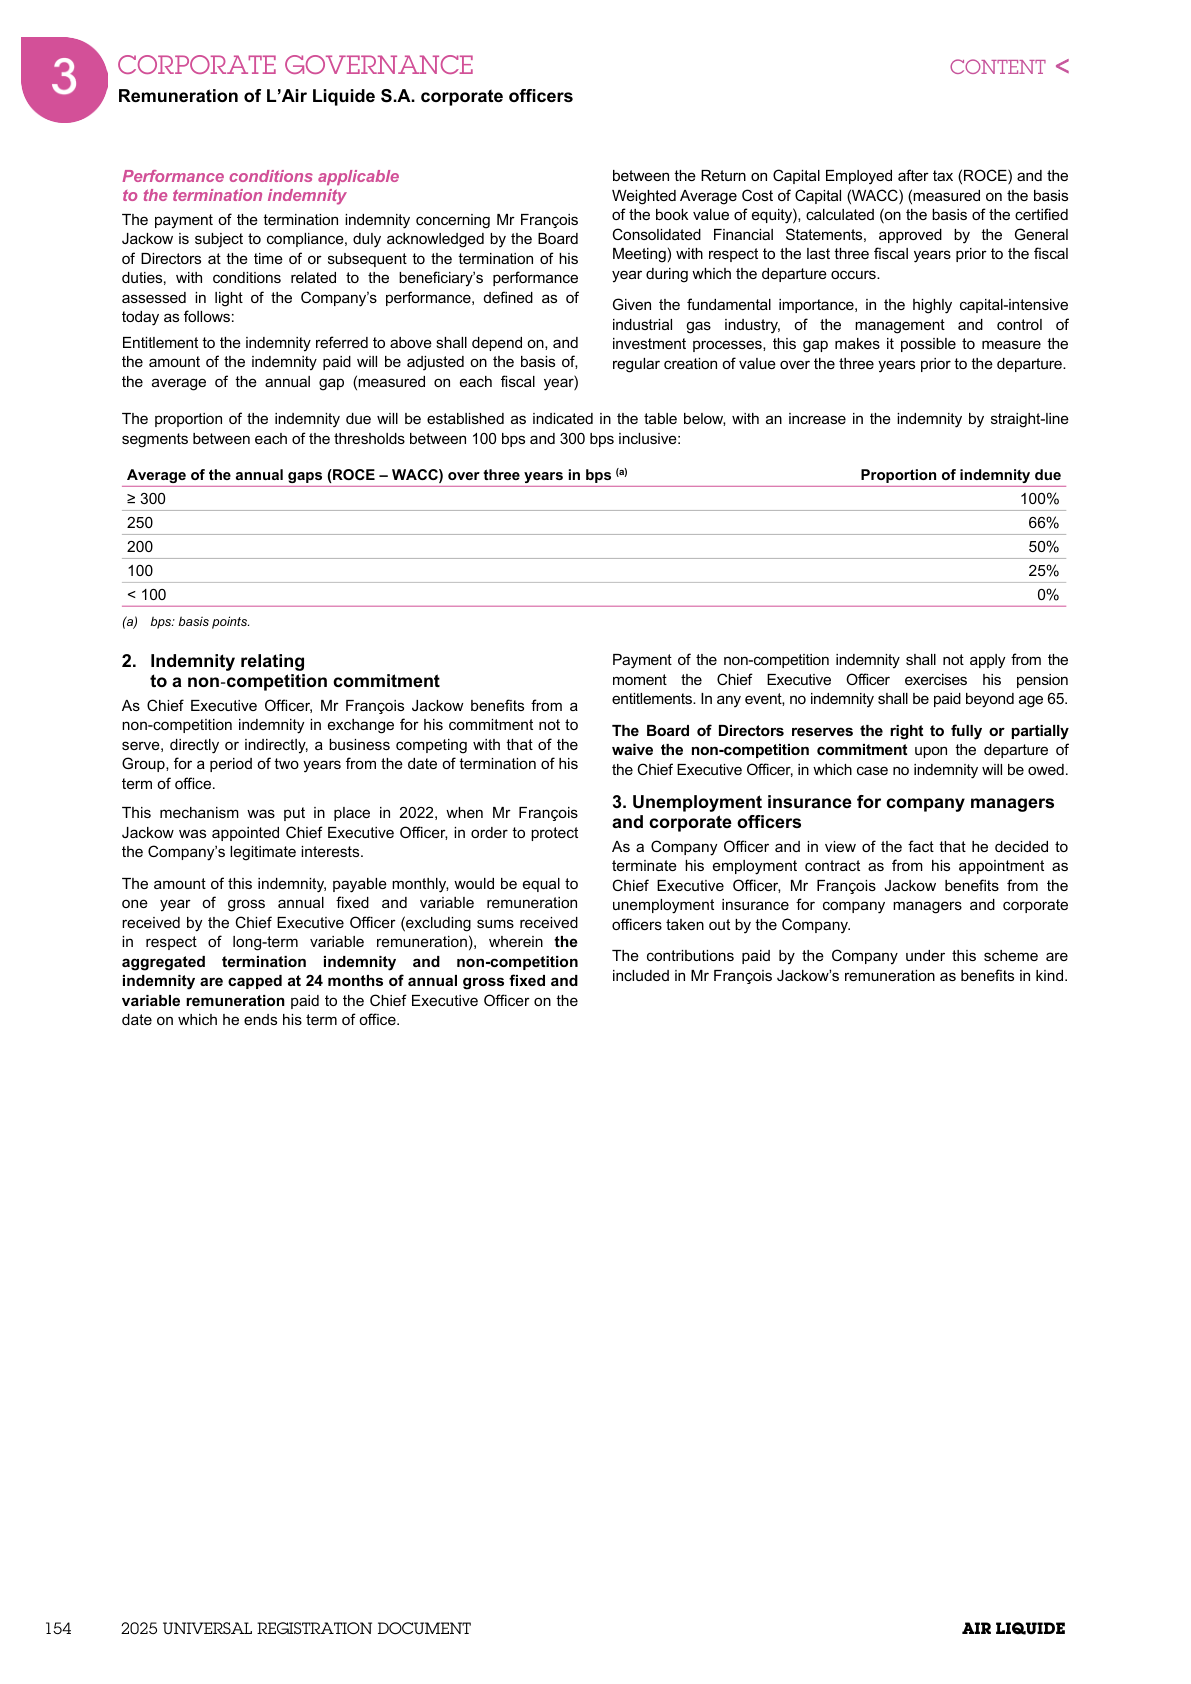 3
CORPORATE GOVERNANCE
CONTENT <
Remuneration of L’Air Liquide S.A. corporate officers
Performance conditions applicable
to the termination indemnity
The payment of the termination indemnity concerning Mr François
Jackow is subject to compliance, duly acknowledged by the Board
of Directors at the time of or subsequent to the termination of his
duties, with conditions related to the beneficiary’s performance
assessed in light of the Company’s performance, defined as of
today as follows:
Entitlement to the indemnity referred to above shall depend on, and
the amount of the indemnity paid will be adjusted on the basis of,
the average of the annual gap (measured on each fiscal year)
between the Return on Capital Employed after tax (ROCE) and the
Weighted Average Cost of Capital (WACC) (measured on the basis
of the book value of equity), calculated (on the basis of the certified
Consolidated Financial Statements, approved by the General
Meeting) with respect to the last three fiscal years prior to the fiscal
year during which the departure occurs.
Given the fundamental importance, in the highly capital-intensive
industrial gas industry, of the management and control of
investment processes, this gap makes it possible to measure the
regular creation of value over the three years prior to the departure.
The proportion of the indemnity due will be established as indicated in the table below, with an increase in the indemnity by straight-line
segments between each of the thresholds between 100 bps and 300 bps inclusive:
Average of the annual gaps (ROCE – WACC) over three years in bps (a) Proportion of indemnity due
≥ 300 100%
250 66%
200 50%
100 25%
< 100 0%
(a) bps: basis points.
2. Indemnity relating
to a non-competition commitment
As Chief Executive Officer, Mr François Jackow benefits from a
non-competition indemnity in exchange for his commitment not to
serve, directly or indirectly, a business competing with that of the
Group, for a period of two years from the date of termination of his
term of office.
This mechanism was put in place in 2022, when Mr François
Jackow was appointed Chief Executive Officer, in order to protect
the Company’s legitimate interests.
The amount of this indemnity, payable monthly, would be equal to
one year of gross annual fixed and variable remuneration
received by the Chief Executive Officer (excluding sums received
in respect of long-term variable remuneration), wherein the
aggregated termination indemnity and non-competition
indemnity are capped at 24 months of annual gross fixed and
variable remuneration paid to the Chief Executive Officer on the
date on which he ends his term of office.
Payment of the non-competition indemnity shall not apply from the
moment the Chief Executive Officer exercises his pension
entitlements. In any event, no indemnity shall be paid beyond age 65.
The Board of Directors reserves the right to fully or partially
waive the non-competition commitment upon the departure of
the Chief Executive Officer, in which case no indemnity will be owed.
3. Unemployment insurance for company managers
and corporate officers
As a Company Officer and in view of the fact that he decided to
terminate his employment contract as from his appointment as
Chief Executive Officer, Mr François Jackow benefits from the
unemployment insurance for company managers and corporate
officers taken out by the Company.
The contributions paid by the Company under this scheme are
included in Mr François Jackow’s remuneration as benefits in kind.
154 2025 UNIVERSAL REGISTRATION DOCUMENT AIR LIQUIDE